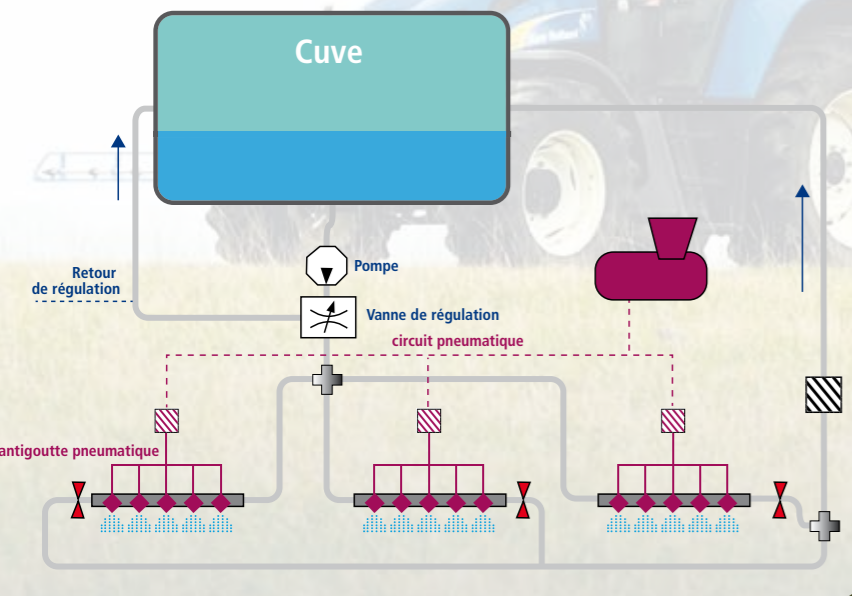 Cuve
Pompe
Retour
de régulation
Vanne de régulation
circuit pneumatique
antigoutte pneumatique